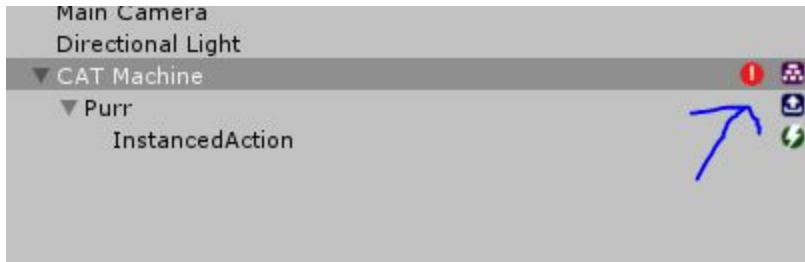 Main Camera
Directional Light
CAT Machine
Purr
InstancedAction